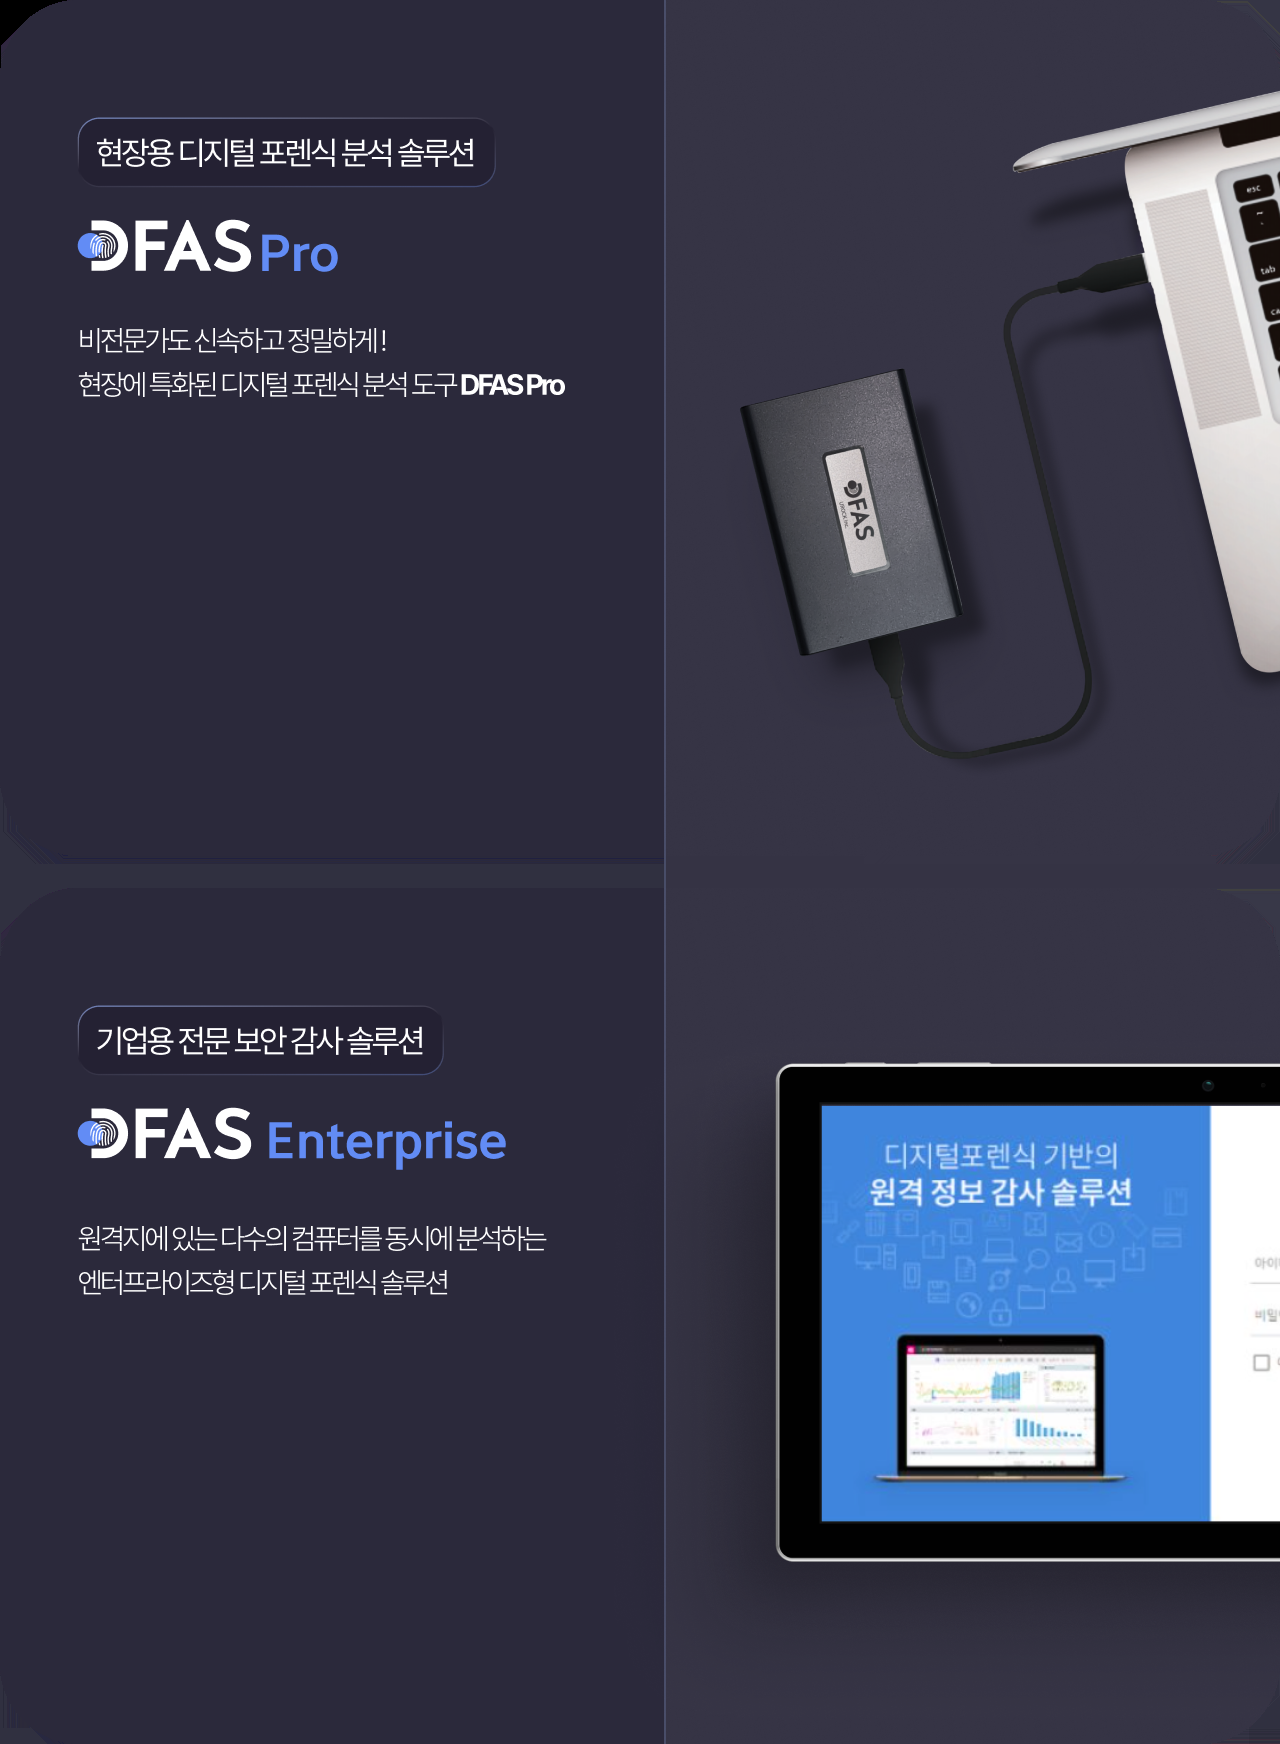 현장용 디지털 포렌식 분석 솔루션
DFAS Pro
비전문가도 신속하고 정밀하게!
현장에 특화된 디지털 포렌식 분석 도구 DFAS Pro
esc
tab
DFAS
기업용 전문 보안 감사 솔루션
DFAS Enterprise
원격지에 있는 다수의 컴퓨터를 동시에 분석하는
엔터프라이즈형 디지털 포렌식 솔루션
디지털포렌식 기반의
원격 정보 감사 솔루션